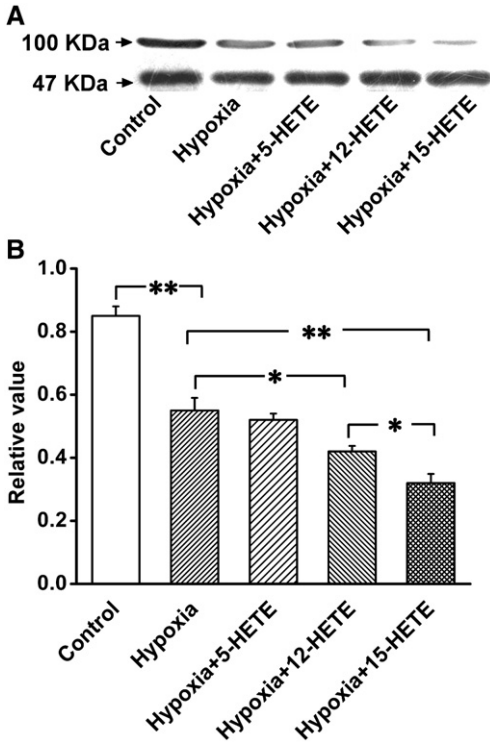 A
100 KDa
47 KDa
Control
Hypoxia
Hypoxia+5-HETE
Hypoxia+12-HETE
Hypoxia+15-HETE
B
Relative value
1.0
0.8
0.6
0.4
0.2
0.0
**
**
*
*
Control
Hypoxia
Hypoxia+5-HETE
Hypoxia+12-HETE
Hypoxia+15-HETE